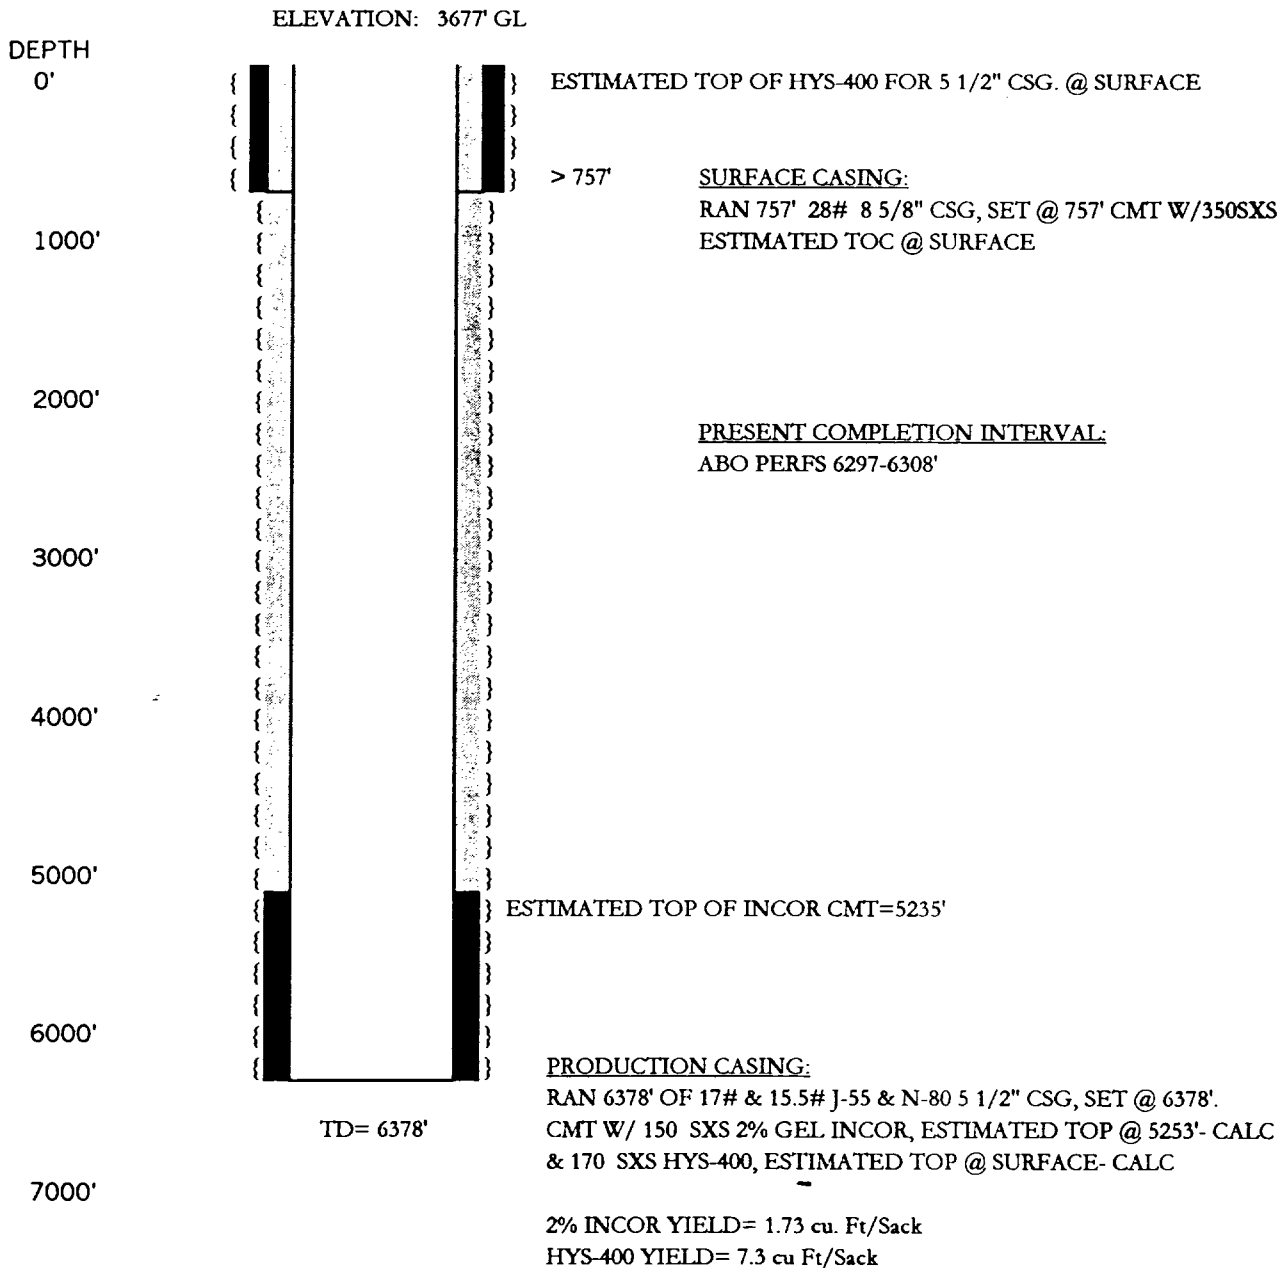 ELEVATION: 3677' GL
DEPTH
0'
ESTIMATED TOP OF HYS-400 FOR 5 1/2" CSG. @ SURFACE
> 757'
SURFACE CASING:
RAN 757' 28# 8 5/8" CSG, SET @ 757' CMT W/350SXS
1000'
ESTIMATED TOC @ SURFACE
2000'
PRESENT COMPLETION INTERVAL:
ABO PERFS 6297-6308'
3000'
4000'
5000'
ESTIMATED TOP OF INCOR CMT=5235'
6000'
PRODUCTION CASING:
RAN 6378' OF 17# & 15.5# J-55 & N-80 5 1/2" CSG, SET @ 6378'.
TD= 6378'
CMT W/ 150 SXS 2% GEL INCOR, ESTIMATED TOP @ 5253'- CALC
& 170 SXS HYS-400, ESTIMATED TOP @ SURFACE- CALC
7000'
2% INCOR YIELD= 1.73 cu. Ft/Sack
HYS-400 YIELD= 7.3 cu Ft/Sack